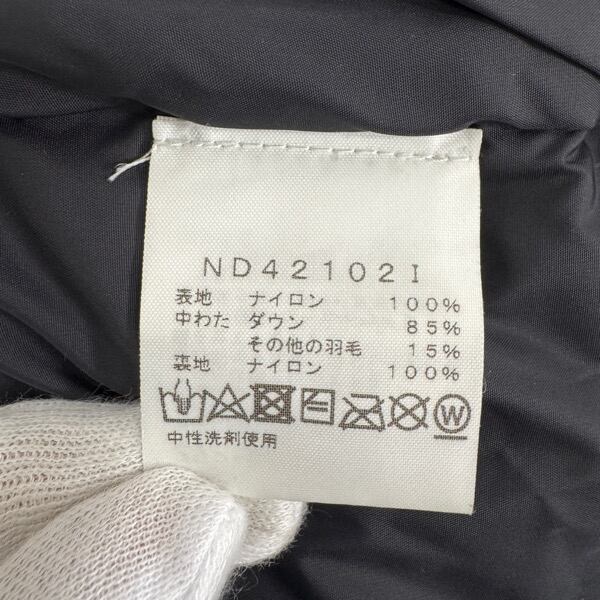 ND42102I
表地 ナイロン 100%
中わた ダウン 85%
その他の羽毛 15%
裏地 ナイロン 100%
W
中性洗剤使用